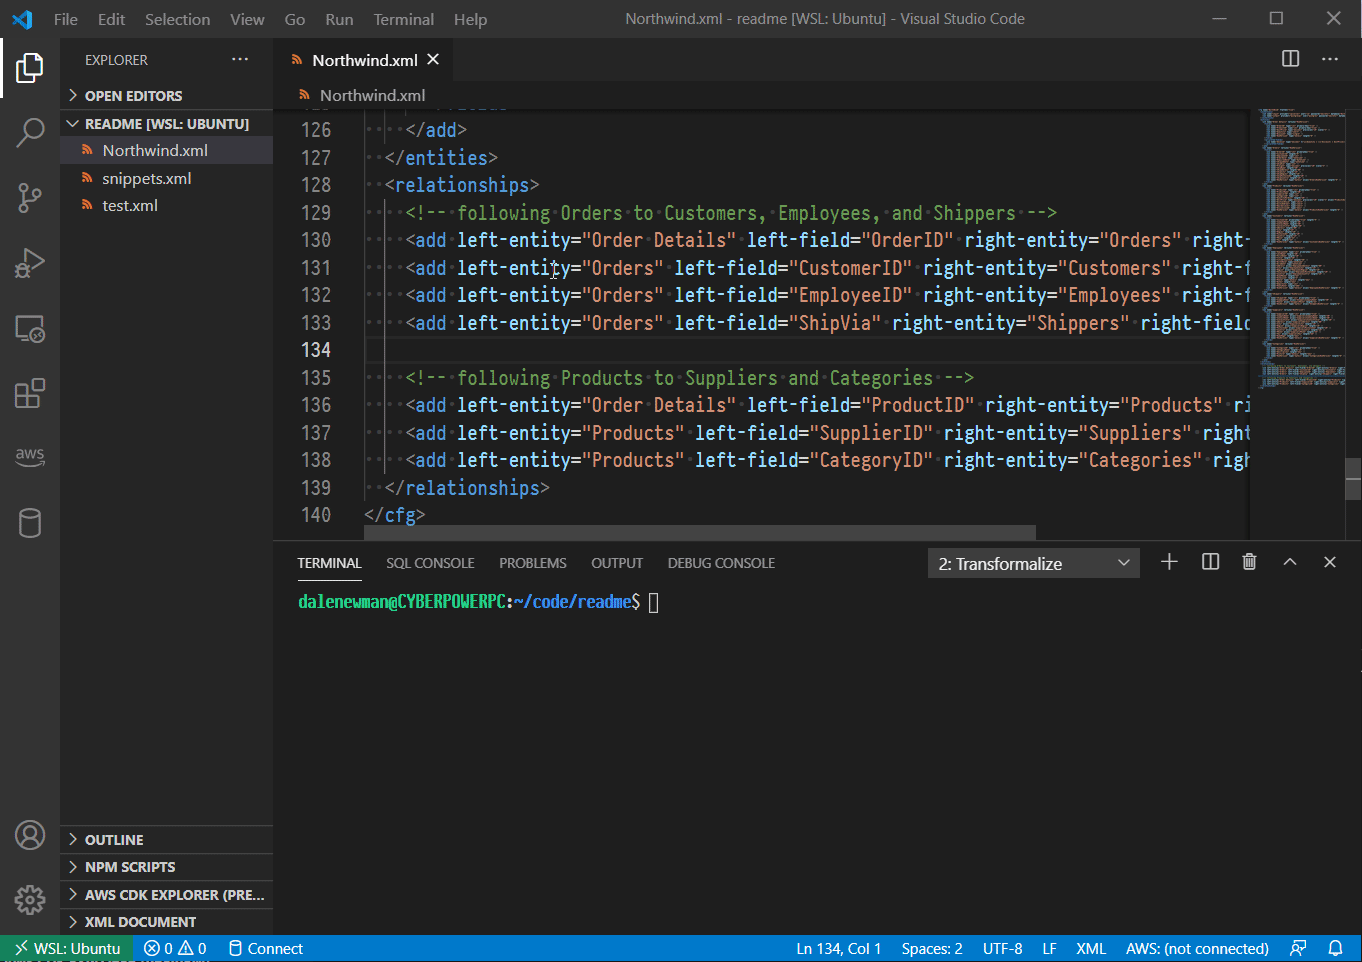 File Edit Selection View Go Run Terminal Help
Northwind.xml - readme [WSL: Ubuntu] - Visual Studio Code
EXPLORER
OPEN EDITORS
README [WSL: UBUNTU]
Northwind.xml
snippets.xml
test.xml
aws
OUTLINE
NPM SCRIPTS
AWS CDK EXPLORER (PRE...
XML DOCUMENT
Northwind.xml
Northwind.xml
126 </add>
127 </entities>
128 <relationships>
129 <!-- following Orders to Customers, Employees, and Shippers -->
130 <add left-entity="Order Details" left-field="OrderID" right-entity="Orders" right-
131 <add left-entity="Orders" left-field="CustomerID" right-entity="Customers" right-f
132 <add left-entity="Orders" left-field="EmployeeID" right-entity="Employees" right-f
133 <add left-entity="Orders" left-field="ShipVia" right-entity="Shippers" right-field
134
135 <!-- following Products to Suppliers and Categories -->
136 <add left-entity="Order Details" left-field="ProductID" right-entity="Products" ri
137 <add left-entity="Products" left-field="SupplierID" right-entity="Suppliers" right
138 <add left-entity="Products" left-field="CategoryID" right-entity="Categories" righ
139 </relationships>
140 </cfg>
TERMINAL SQL CONSOLE PROBLEMS OUTPUT DEBUG CONSOLE
2: Transformalize
dalenewman@CYBERPOWERPC:~/code/readme$
WSL: Ubuntu 0 0 Connect
Ln 134, Col 1 Spaces: 2 UTF-8 LF XML AWS: (not connected)